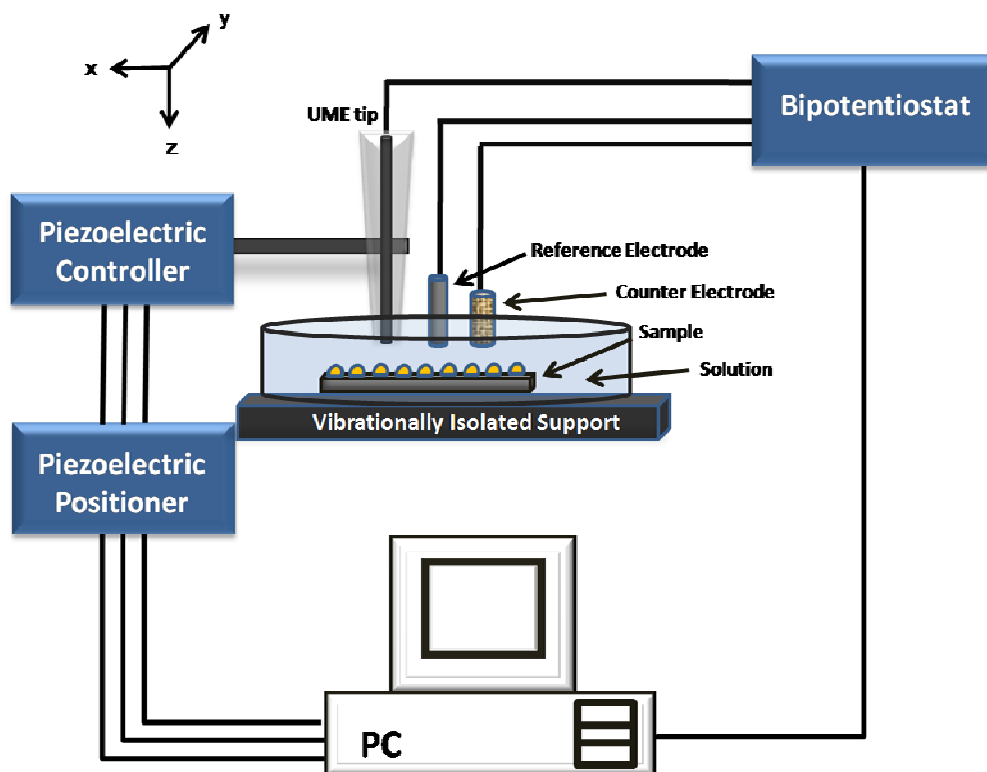 y
x
z
UME tip
Bipotentiostat
Piezoelectric
Controller
Reference Electrode
Counter Electrode
Sample
Solution
Vibrationally Isolated Support
Piezoelectric
Positioner
PC